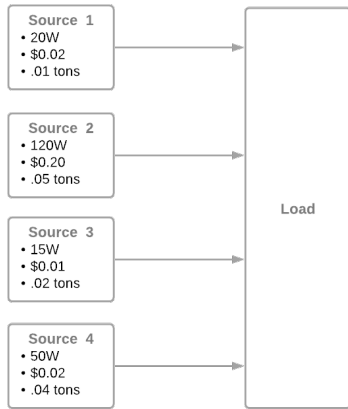 Source 1
• 20W
• $0.02
• .01 tons
Source 2
• 120W
• $0.20
• .05 tons
Source 3
• 15W
• $0.01
• .02 tons
Source 4
• 50W
• $0.02
• .04 tons
Load